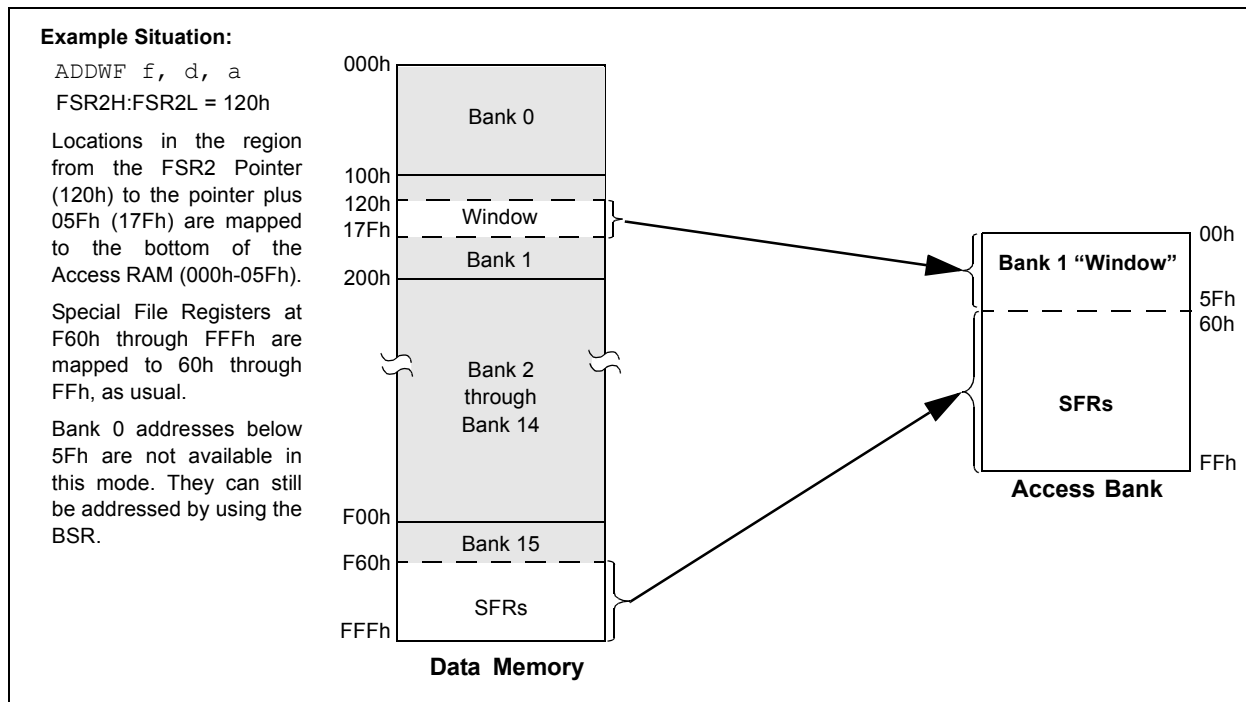 Example Situation:
ADDWF f, d, a
FSR2H:FSR2L = 120h
Locations in the region
from the FSR2 Pointer
(120h) to the pointer plus
05Fh (17Fh) are mapped
to the bottom of the
Access RAM (000h-05Fh).
Special File Registers at
F60h through FFFh are
mapped to 60h through
FFh, as usual.
Bank 0 addresses below
5Fh are not available in
this mode. They can still
be addressed by using the
BSR.
000h
Bank 0
100h
120h
Window
17Fh
Bank 1
200h
Bank 2
through
Bank 14
F00h
Bank 15
F60h
SFRs
FFFh
Data Memory
00h
Bank 1 “Window”
5Fh
60h
SFRs
FFh
Access Bank